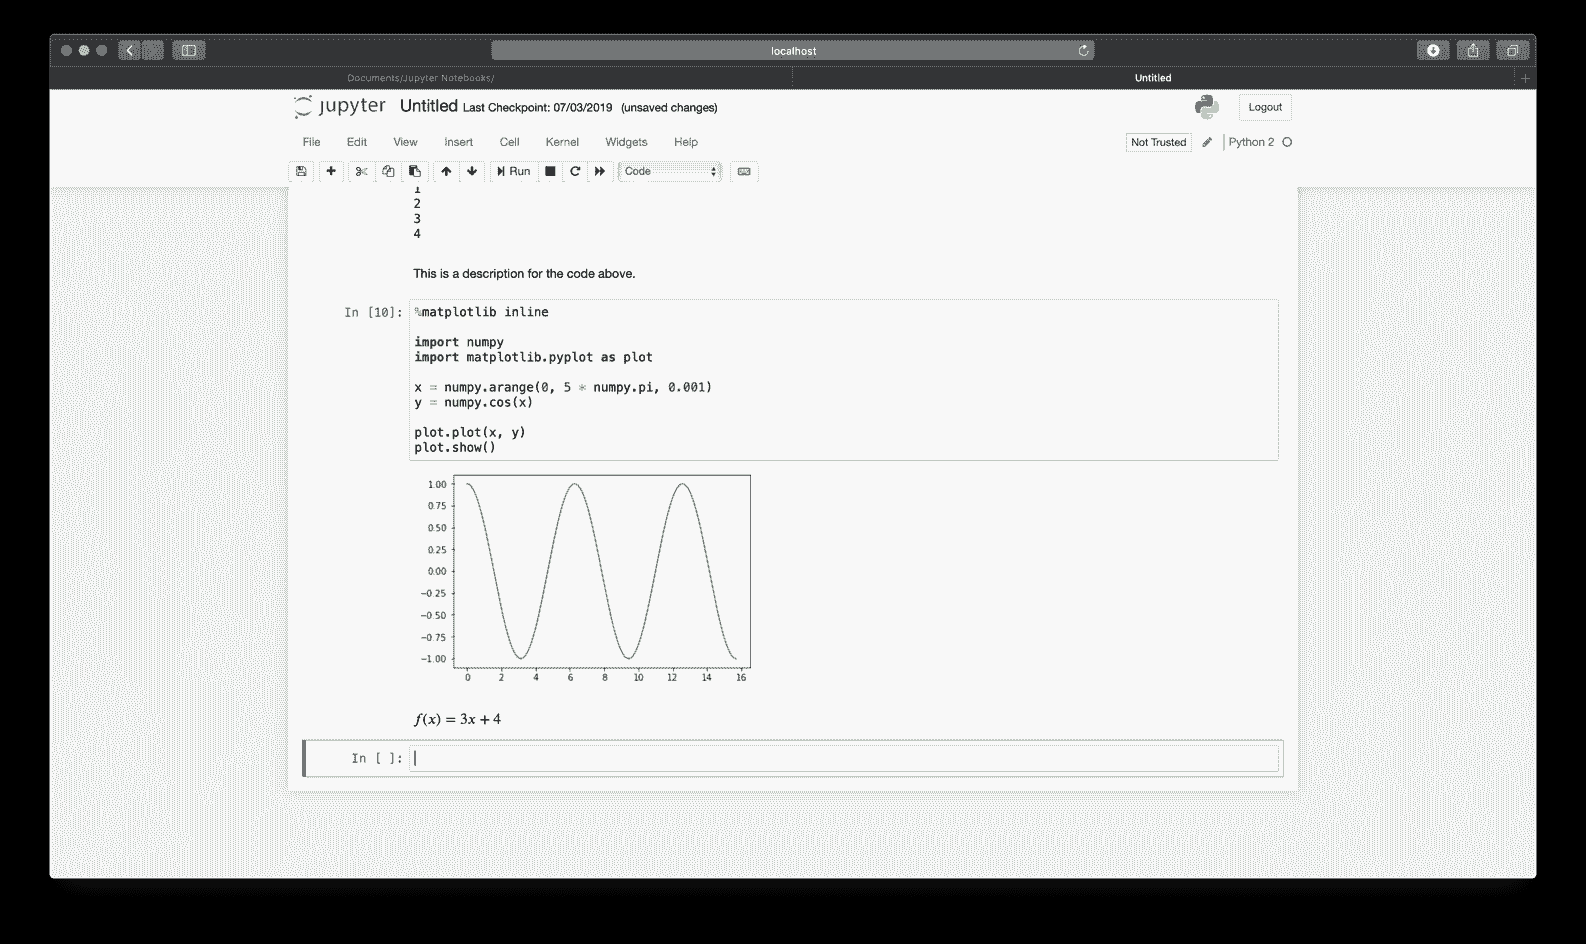 localhost
Documents/Jupyter Notebooks/
Untitled
jupyter Untitled Last Checkpoint: 07/03/2019 (unsaved changes)
Logout
File Edit View Insert Cell Kernel Widgets Help
Not Trusted
Python 2
Run
Code
1
2
3
4
This is a description for the code above.
In [10]:
%matplotlib inline
import numpy
import matplotlib.pyplot as plot
x = numpy.arange(0, 5 * numpy.pi, 0.001)
y = numpy.cos(x)
plot.plot(x, y)
plot.show()
1.00
0.75
0.50
0.25
0.00
−0.25
−0.50
−0.75
−1.00
0 2 4 6 8 10 12 14 16
f(x) = 3x + 4
In [ ]: